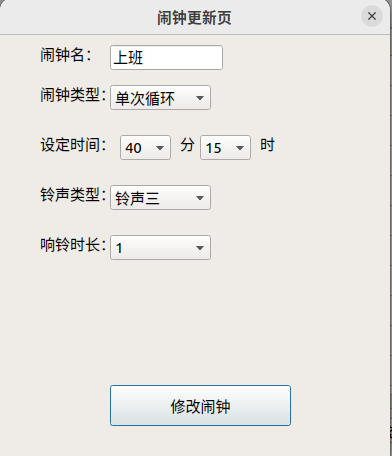 闹钟更新页
闹钟名： 上班
闹钟类型： 单次循环
设定时间： 40 分 15 时
铃声类型： 铃声三
响铃时长： 1
修改闹钟